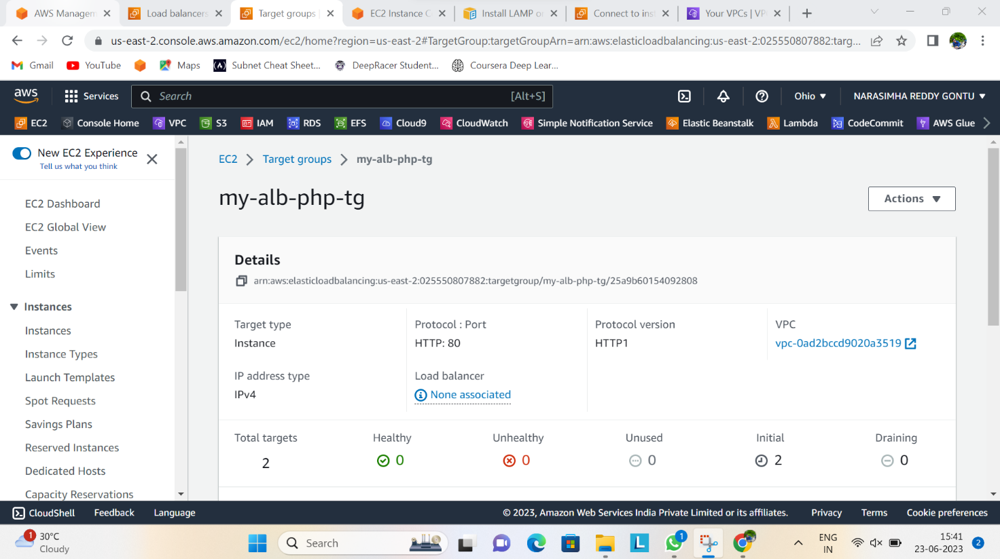 AWS Managem
Load balancers
Target groups |
EC2 Instance C
Install LAMP o
Connect to ins
Your VPCs | VP
us-east-2.console.aws.amazon.com/ec2/home?region=us-east-2#TargetGroup:targetGroupArn=arn:aws:elasticloadbalancing:us-east-2:025550807882:targ...
Gmail YouTube Maps Subnet Cheat Sheet... DeepRacer Student... Coursera Deep Lear...
aws Services Search [Alt+S] Ohio NARASIMHA REDDY GONTU
EC2 Console Home VPC S3 IAM RDS EFS Cloud9 CloudWatch Simple Notification Service Elastic Beanstalk Lambda CodeCommit AWS Glue
New EC2 Experience
Tell us what you think
EC2 Dashboard
EC2 Global View
Events
Limits
Instances
Instances
Instance Types
Launch Templates
Spot Requests
Savings Plans
Reserved Instances
Dedicated Hosts
Capacity Reservations
EC2 > Target groups > my-alb-php-tg
my-alb-php-tg
Actions
Details
arn:aws:elasticloadbalancing:us-east-2:025550807882:targetgroup/my-alb-php-tg/25a9b60154092808
Target type
Instance
Protocol : Port
HTTP: 80
Protocol version
HTTP1
VPC
vpc-0ad2bccd9020a3519
IP address type
IPv4
Load balancer
None associated
Total targets
2
Healthy
0
Unhealthy
0
Unused
0
Initial
2
Draining
0
CloudShell Feedback Language © 2023, Amazon Web Services India Private Limited or its affiliates. Privacy Terms Cookie preferences
1
30°C
Cloudy
Search
L
1
ENG
IN
15:41
23-06-2023
2